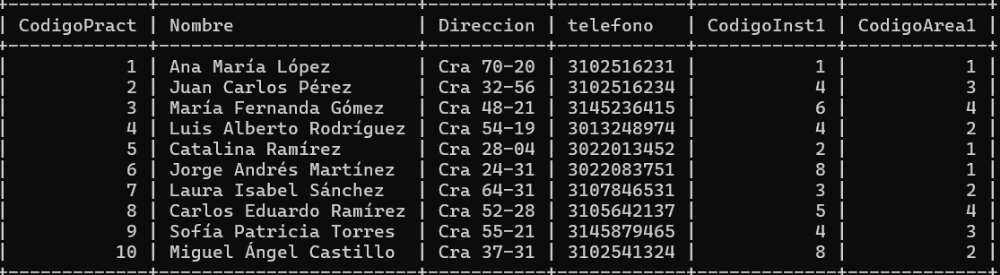 | CodigoPract | Nombre | Direccion | telefono | CodigoInst1 | CodigoArea1 |
| 1 | Ana María López | Cra 70-20 | 3102516231 | 1 | 1 |
| 2 | Juan Carlos Pérez | Cra 32-56 | 3102516234 | 4 | 3 |
| 3 | María Fernanda Gómez | Cra 48-21 | 3145236415 | 6 | 4 |
| 4 | Luis Alberto Rodríguez | Cra 54-19 | 3013248974 | 4 | 2 |
| 5 | Catalina Ramírez | Cra 28-04 | 3022013452 | 2 | 1 |
| 6 | Jorge Andrés Martínez | Cra 24-31 | 3022083751 | 8 | 1 |
| 7 | Laura Isabel Sánchez | Cra 64-31 | 3107846531 | 3 | 2 |
| 8 | Carlos Eduardo Ramírez | Cra 52-28 | 3105642137 | 5 | 4 |
| 9 | Sofía Patricia Torres | Cra 55-21 | 3145879465 | 4 | 3 |
| 10 | Miguel Ángel Castillo | Cra 37-31 | 3102541324 | 8 | 2 |